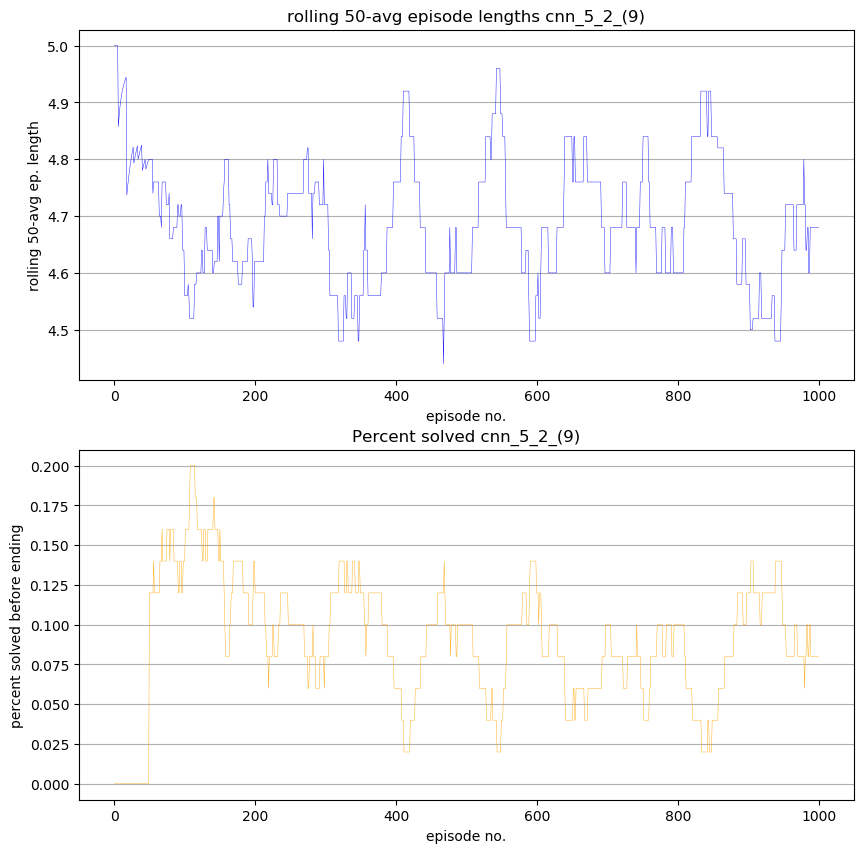 rolling 50-avg episode lengths cnn_5_2_(9)
rolling 50-avg ep. length
5.0
4.9
4.8
4.7
4.6
4.5
0 200 400 600 800 1000
episode no.
Percent solved cnn_5_2_(9)
percent solved before ending
0.200
0.175
0.150
0.125
0.100
0.075
0.050
0.025
0.000
0 200 400 600 800 1000
episode no.